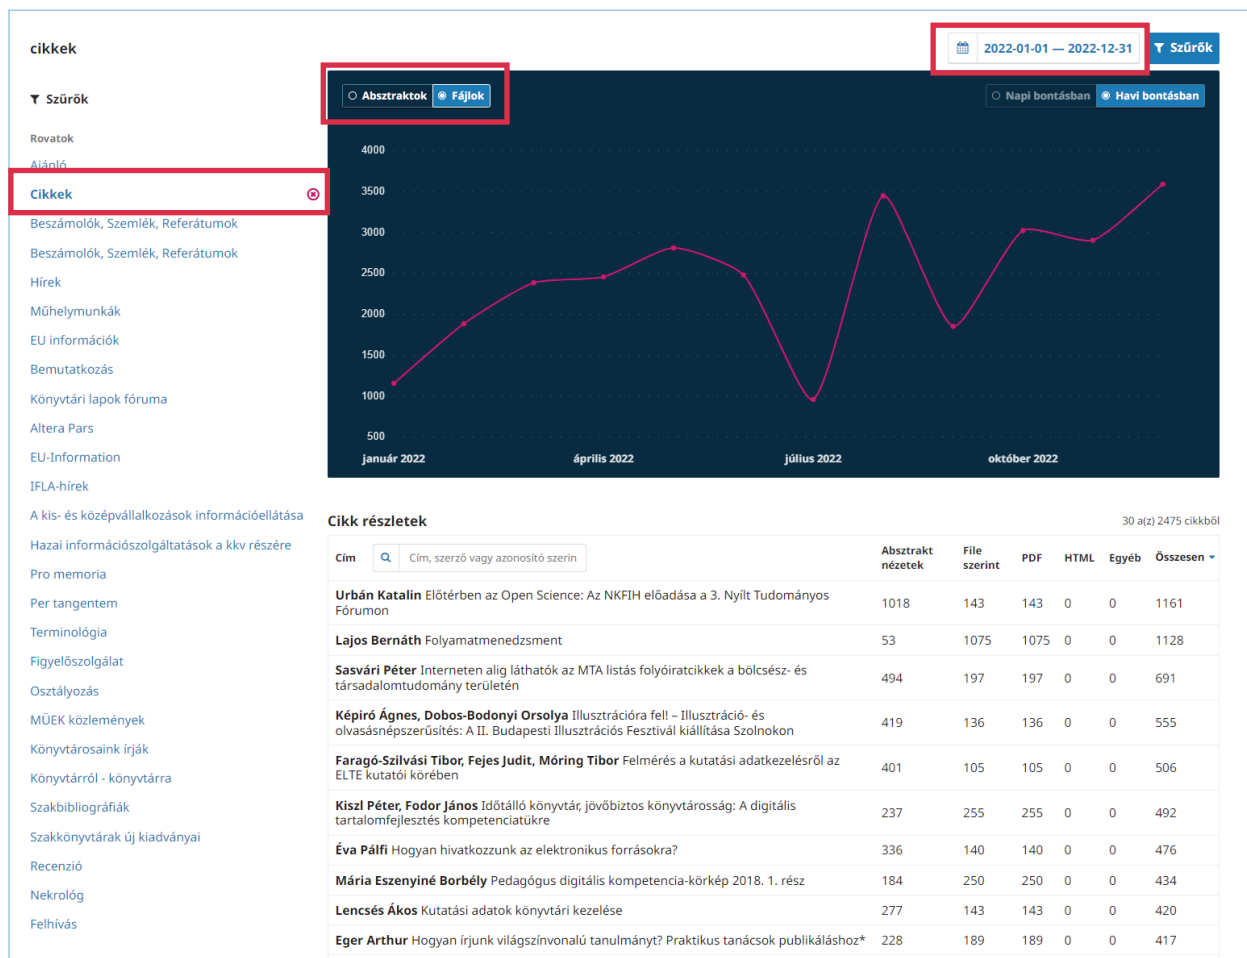 cikkek
2022-01-01 — 2022-12-31
Szűrők
Szűrők
Rovatok
Ajánló
Cikkek
Beszámolók, Szemlék, Referátumok
Beszámolók, Szemlék, Referátumok
Hírek
Műhelymunkák
EU információk
Bemutatkozás
Könyvtári lapok fóruma
Altera Pars
EU-Information
IFLA-hírek
A kis- és középvállalkozások információellátása
Hazai információszolgáltatások a kkv részére
Pro memoria
Per tangentem
Terminológia
Figyelőszolgálat
Osztályozás
MÜEK közlemények
Könyvtárosaink írják
Könyvtárról - könyvtárra
Szakbibliográfiák
Szakkönyvtárak új kiadványai
Recenzió
Nekrológ
Felhívás
Absztraktok Fájlok
Napi bontásban Havi bontásban
4000
3500
3000
2500
2000
1500
1000
500
január 2022 április 2022 július 2022 október 2022
Cikk részletek
30 a(z) 2475 cikkből
Cím Cím, szerző vagy azonosító szerin Absztrakt nézetek File szerint PDF HTML Egyéb Összesen
Urbán Katalin Előtérben az Open Science: Az NKFIH előadása a 3. Nyílt Tudományos
Fórumon
1018 143 143 0 0 1161
Lajos Bernáth Folyamatmenedzsment 53 1075 1075 0 0 1128
Sasvári Péter Interneten alig láthatók az MTA listás folyóiratcikkek a bölcsész- és
társadalomtudomány területén
494 197 197 0 0 691
Képiró Ágnes, Dobos-Bodonyi Orsolya Illusztrációra fel! – Illusztráció- és
olvasásnépszerűsítés: A II. Budapesti Illusztrációs Fesztivál kiállítása Szolnokon
419 136 136 0 0 555
Faragó-Szilvási Tibor, Fejes Judit, Móring Tibor Felmérés a kutatási adatkezelésről az
ELTE kutatói körében
401 105 105 0 0 506
Kiszl Péter, Fodor János Időtálló könyvtár, jövőbiztos könyvtárosság: A digitális
tartalomfejlesztés kompetenciatükre
237 255 255 0 0 492
Éva Pálfi Hogyan hivatkozzunk az elektronikus forrásokra? 336 140 140 0 0 476
Mária Eszenyiné Borbély Pedagógus digitális kompetencia-körkép 2018. 1. rész 184 250 250 0 0 434
Lencsés Ákos Kutatási adatok könyvtári kezelése 277 143 143 0 0 420
Eger Arthur Hogyan írjunk világszínvonalú tanulmányt? Praktikus tanácsok publikáláshoz* 228 189 189 0 0 417